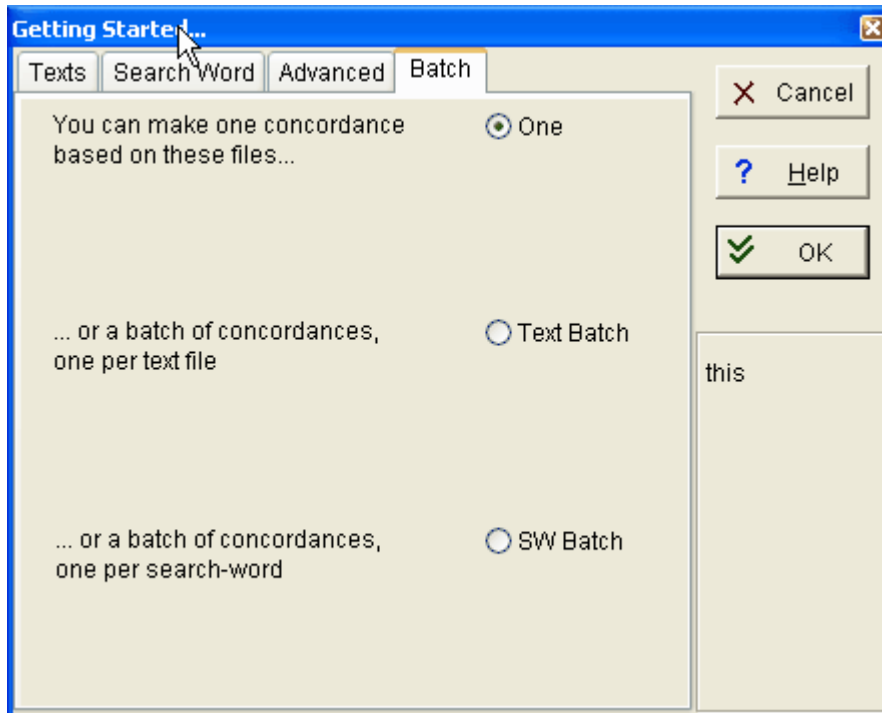 Getting Started...
Texts
Search Word
Advanced
Batch
You can make one concordance
based on these files...
One
... or a batch of concordances,
one per text file
Text Batch
... or a batch of concordances,
one per search-word
SW Batch
Cancel
? Help
OK
this